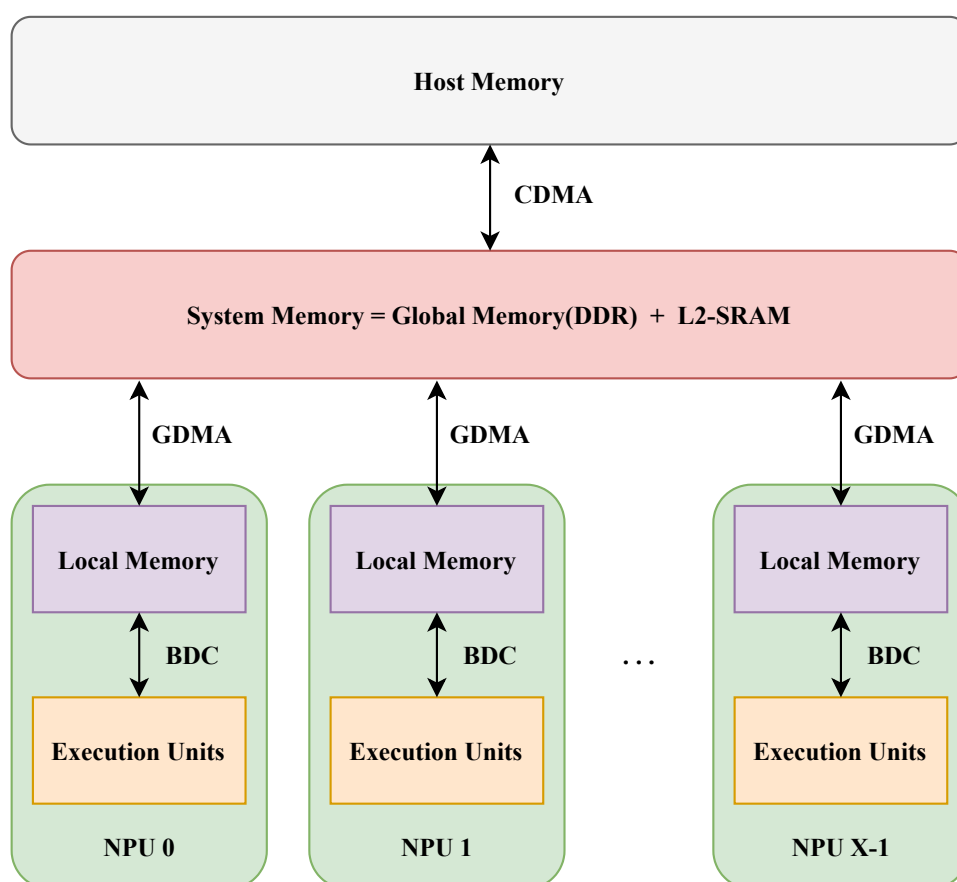 Host Memory
CDMA
System Memory = Global Memory(DDR) + L2-SRAM
GDMA GDMA GDMA
Local Memory Local Memory Local Memory
BDC BDC ... BDC
Execution Units Execution Units Execution Units
NPU 0 NPU 1 NPU X-1